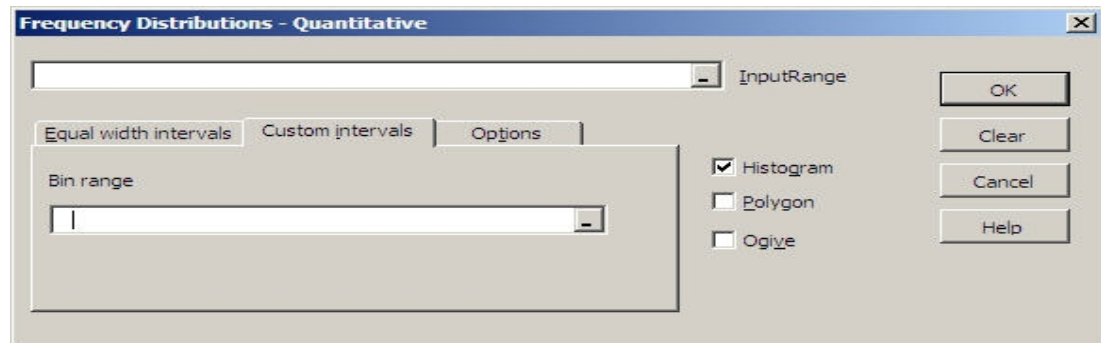 Frequency Distributions - Quantitative
InputRange
OK
Equal width intervals
Custom intervals
Options
Clear
Bin range
Histogram
Cancel
Polygon
Help
Ogive